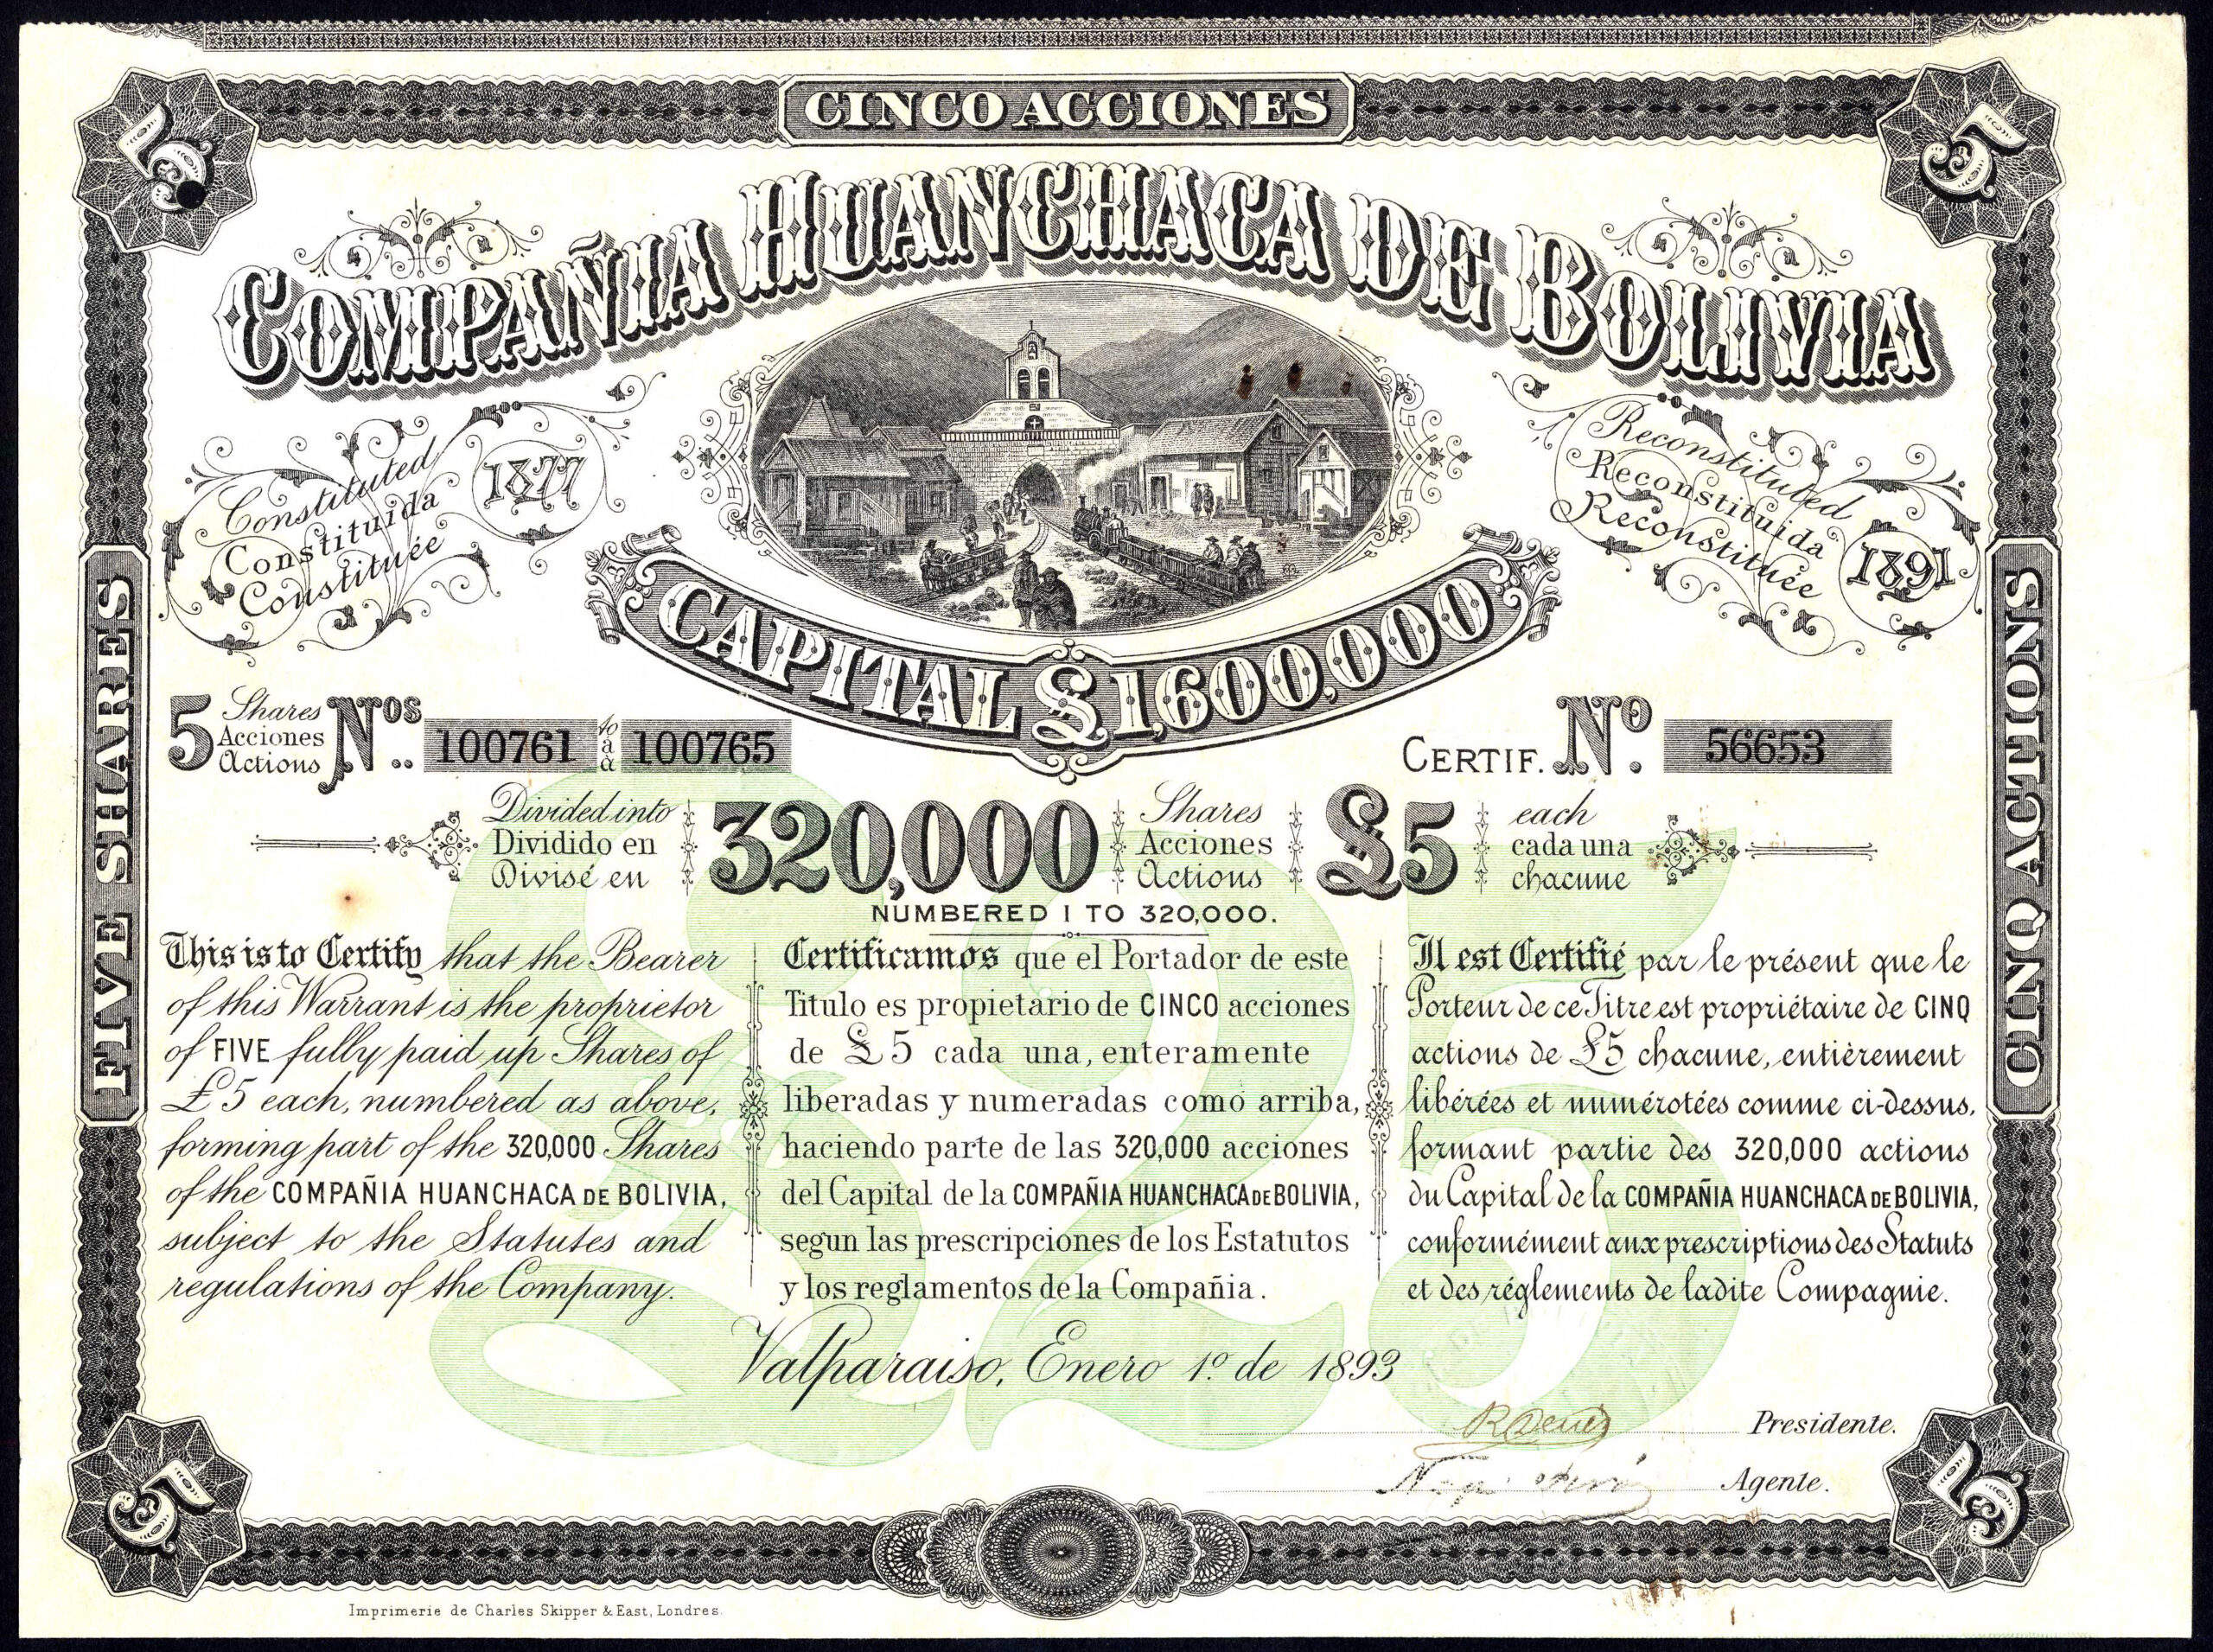 CINCO ACCIONES
5
5
COMPAÑIA HUANCHACA DE BOLIVIA
Constituted
Constituida
Constituée
1877
Reconstituted
Reconstituida
Reconstituée
1891
CAPITAL £1,600,000
FIVE SHARES
CINQ ACTIONS
5 Shares Acciones Actions Nos.. 100761 to á à 100765
CERTIF. No. 56653
Divided into
Dividido en
Divisé en
320,000
Shares
Acciones
Actions
£5
each
cada una
chacune
NUMBERED 1 TO 320,000.
This is to Certify that the Bearer
of this Warrant is the proprietor
of FIVE fully paid up Shares of
£5 each, numbered as above,
forming part of the 320,000 Shares
of the COMPAÑIA HUANCHACA DE BOLIVIA,
subject to the Statutes and
regulations of the Company.
Certificamos que el Portador de este
Titulo es propietario de CINCO acciones
de £5 cada una, enteramente
liberadas y numeradas como arriba,
haciendo parte de las 320,000 acciones
del Capital de la COMPAÑIA HUANCHACA DE BOLIVIA,
segun las prescripciones de los Estatutos
y los reglamentos de la Compañia.
Il est Certifié par le présent que le
Porteur de ce Titre est propriétaire de CINQ
actions de £5 chacune, entièrement
libérées et numérotées comme ci-dessus,
formant partie des 320,000 actions
du Capital de la COMPAÑIA HUANCHACA DE BOLIVIA,
conformément aux prescriptions des Statuts
et des réglements de ladite Compagnie.
£25
Valparaiso, Enero 1º de 1893
Presidente.
Agente.
5
5
Imprimerie de Charles Skipper & East, Londres.